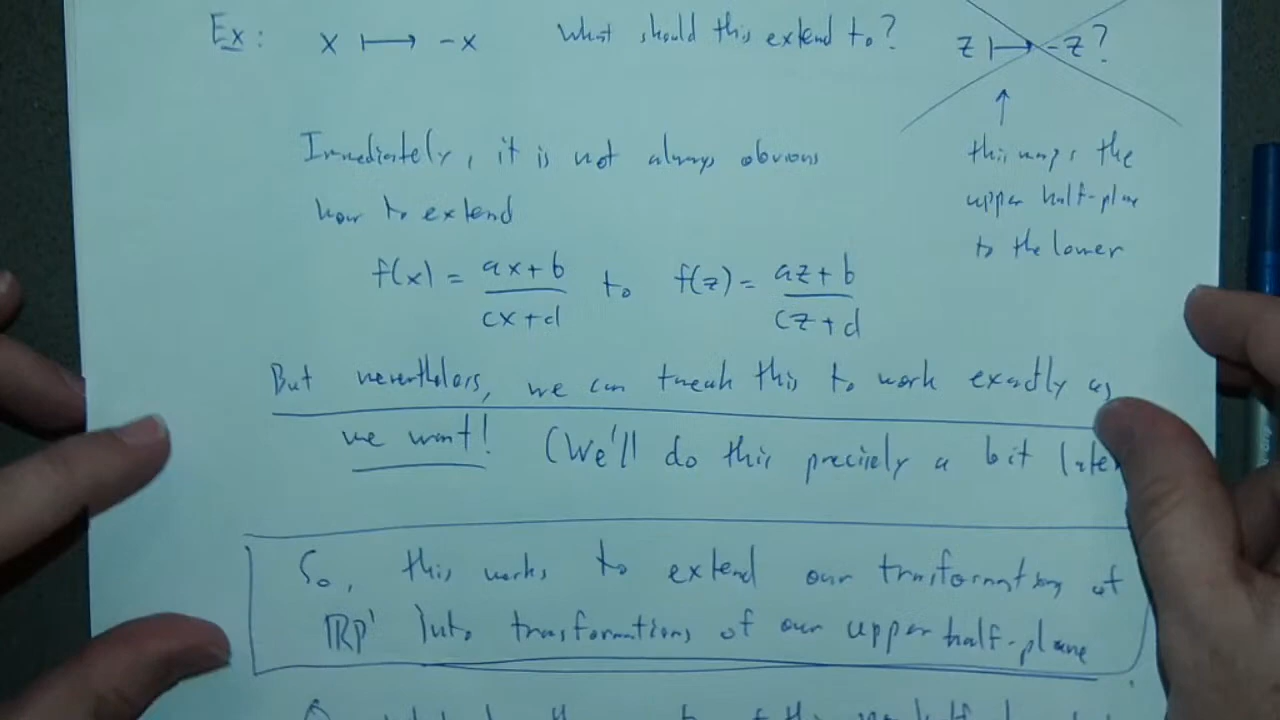 Ex: x ⟼ -x What should this extend to? z ⟼ -z?
↑
this maps the
upper half-plane
to the lower
Immediately, it is not always obvious
how to extend
f(x) = (ax+b)/(cx+d) to f(z) = (az+b)/(cz+d)
But nevertheless, we can tweak this to work exactly as
we want! (We'll do this precisely a bit later
So, this works to extend our transformations of
ℝP¹ into transformations of our upper half-plane